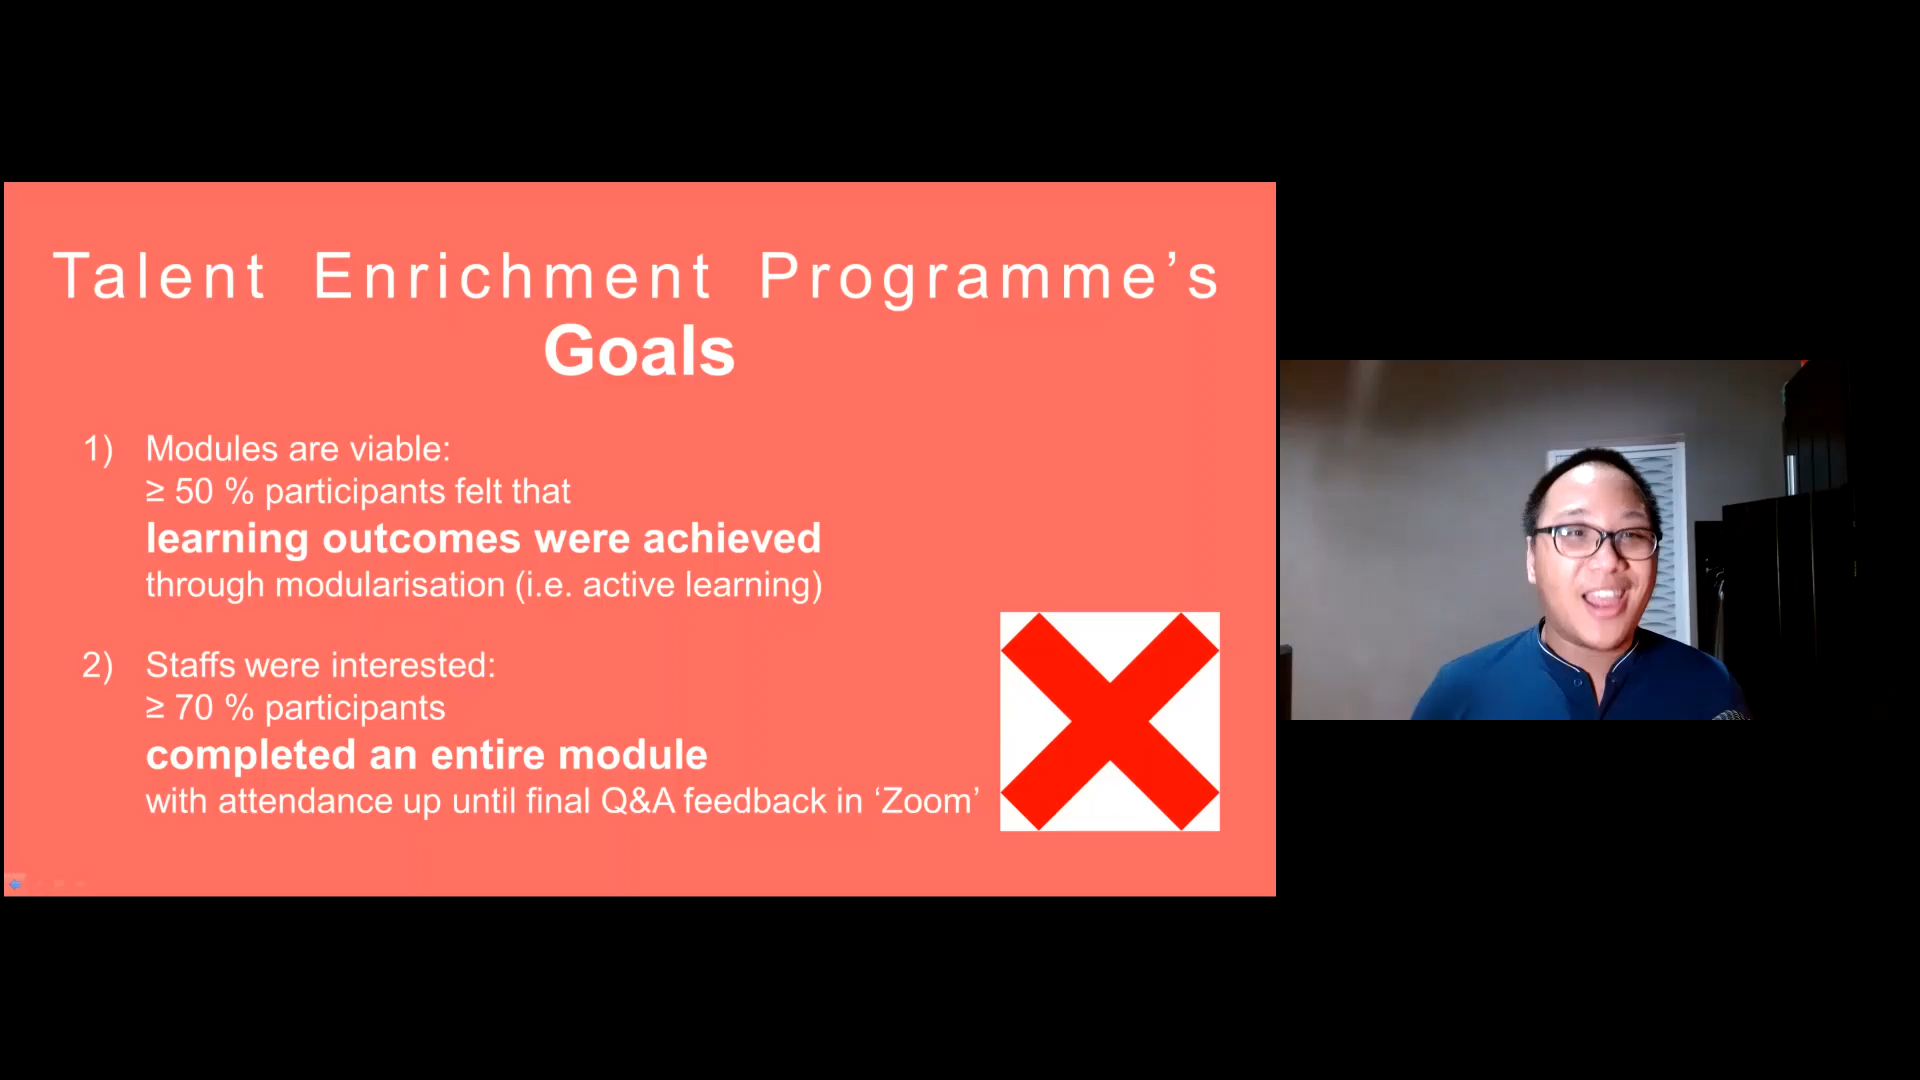 Talent Enrichment Programme’s
Goals
1) Modules are viable:
≥ 50 % participants felt that
learning outcomes were achieved
through modularisation (i.e. active learning)
2) Staffs were interested:
≥ 70 % participants
completed an entire module
with attendance up until final Q&A feedback in ‘Zoom’